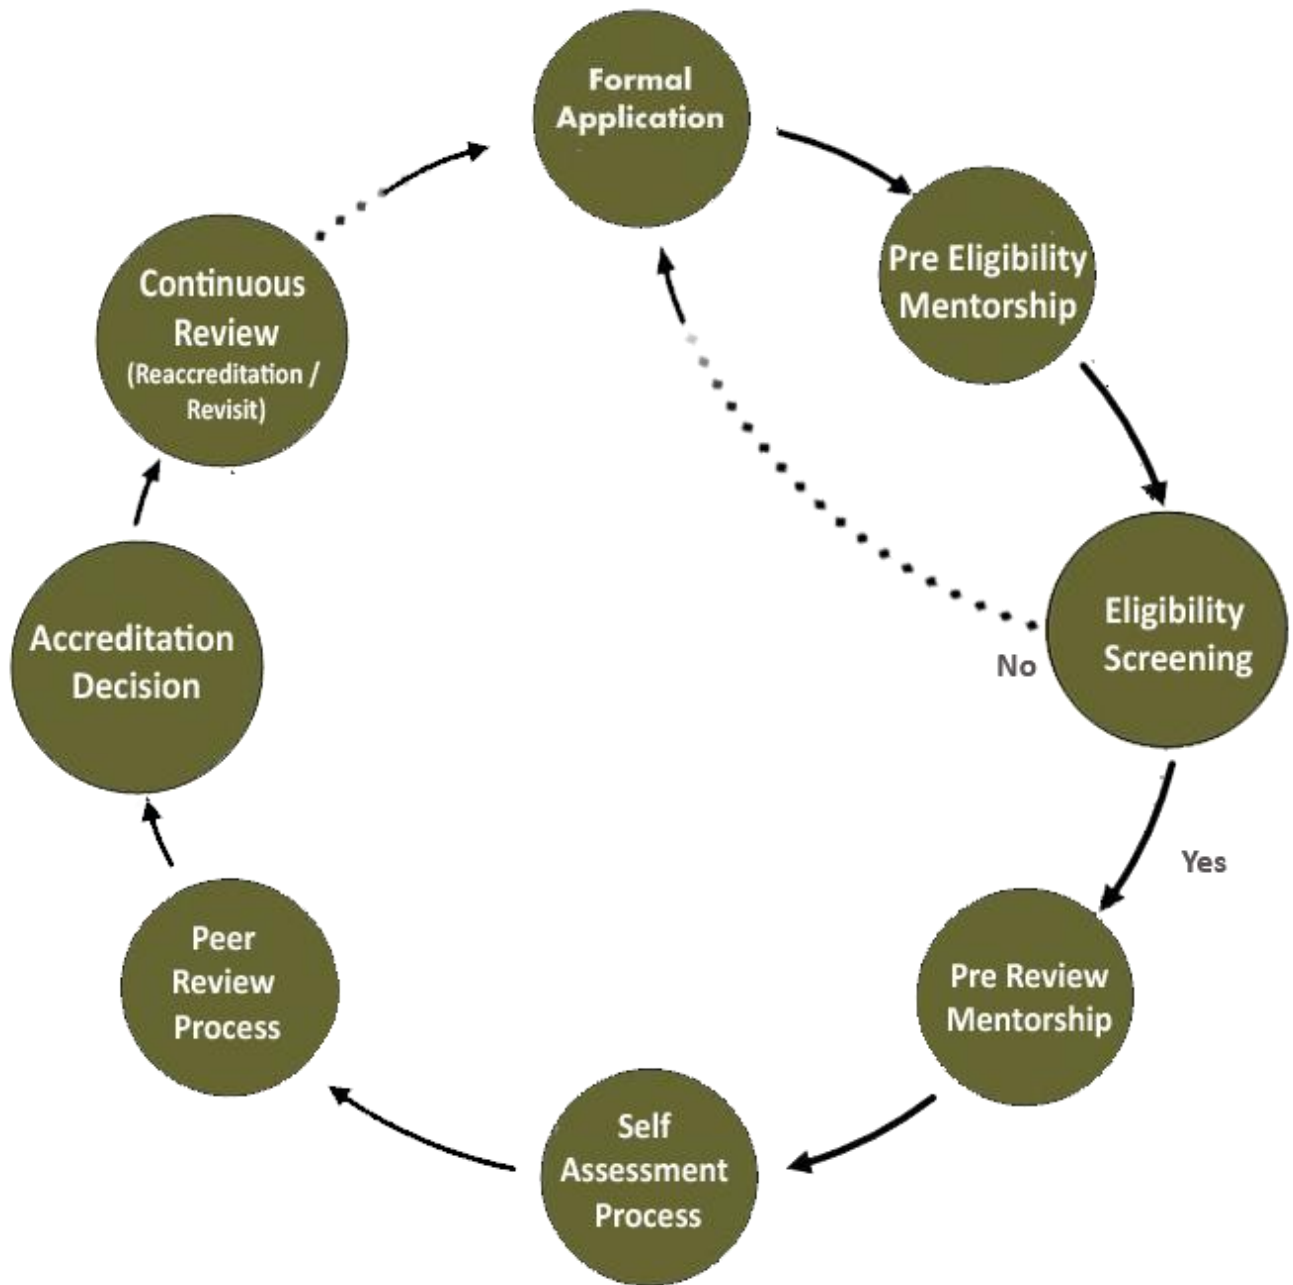 Formal
Application
Pre Eligibility
Mentorship
Eligibility
Screening
No
Yes
Pre Review
Mentorship
Self
Assessment
Process
Peer
Review
Process
Accreditation
Decision
Continuous
Review
(Reaccreditation /
Revisit)